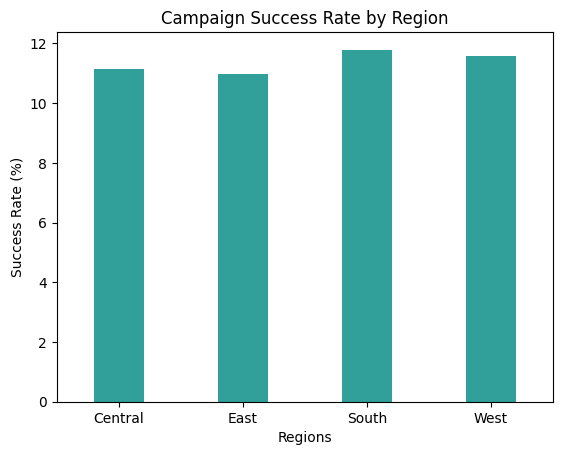 Campaign Success Rate by Region
Success Rate (%)
12
10
8
6
4
2
0
Central East South West
Regions